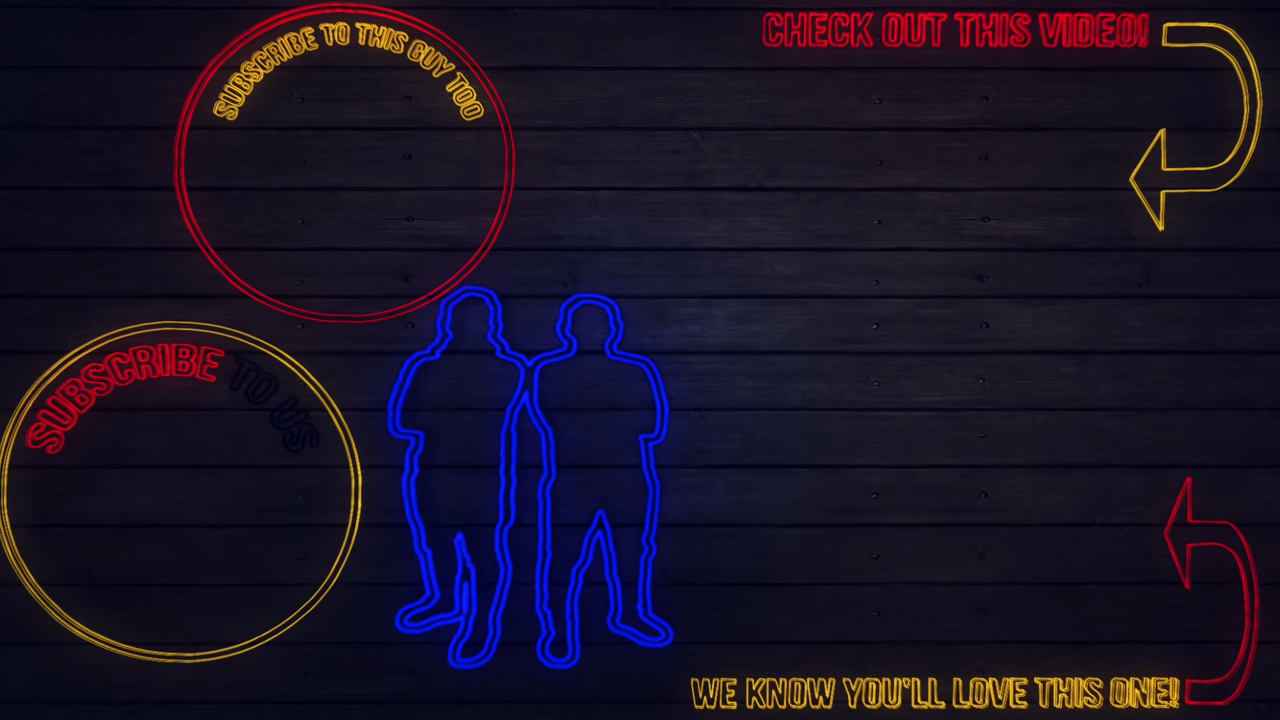 SUBSCRIBE TO THIS GUY TOO
CHECK OUT THIS VIDEO!
SUBSCRIBE TO US
WE KNOW YOU'LL LOVE THIS ONE!